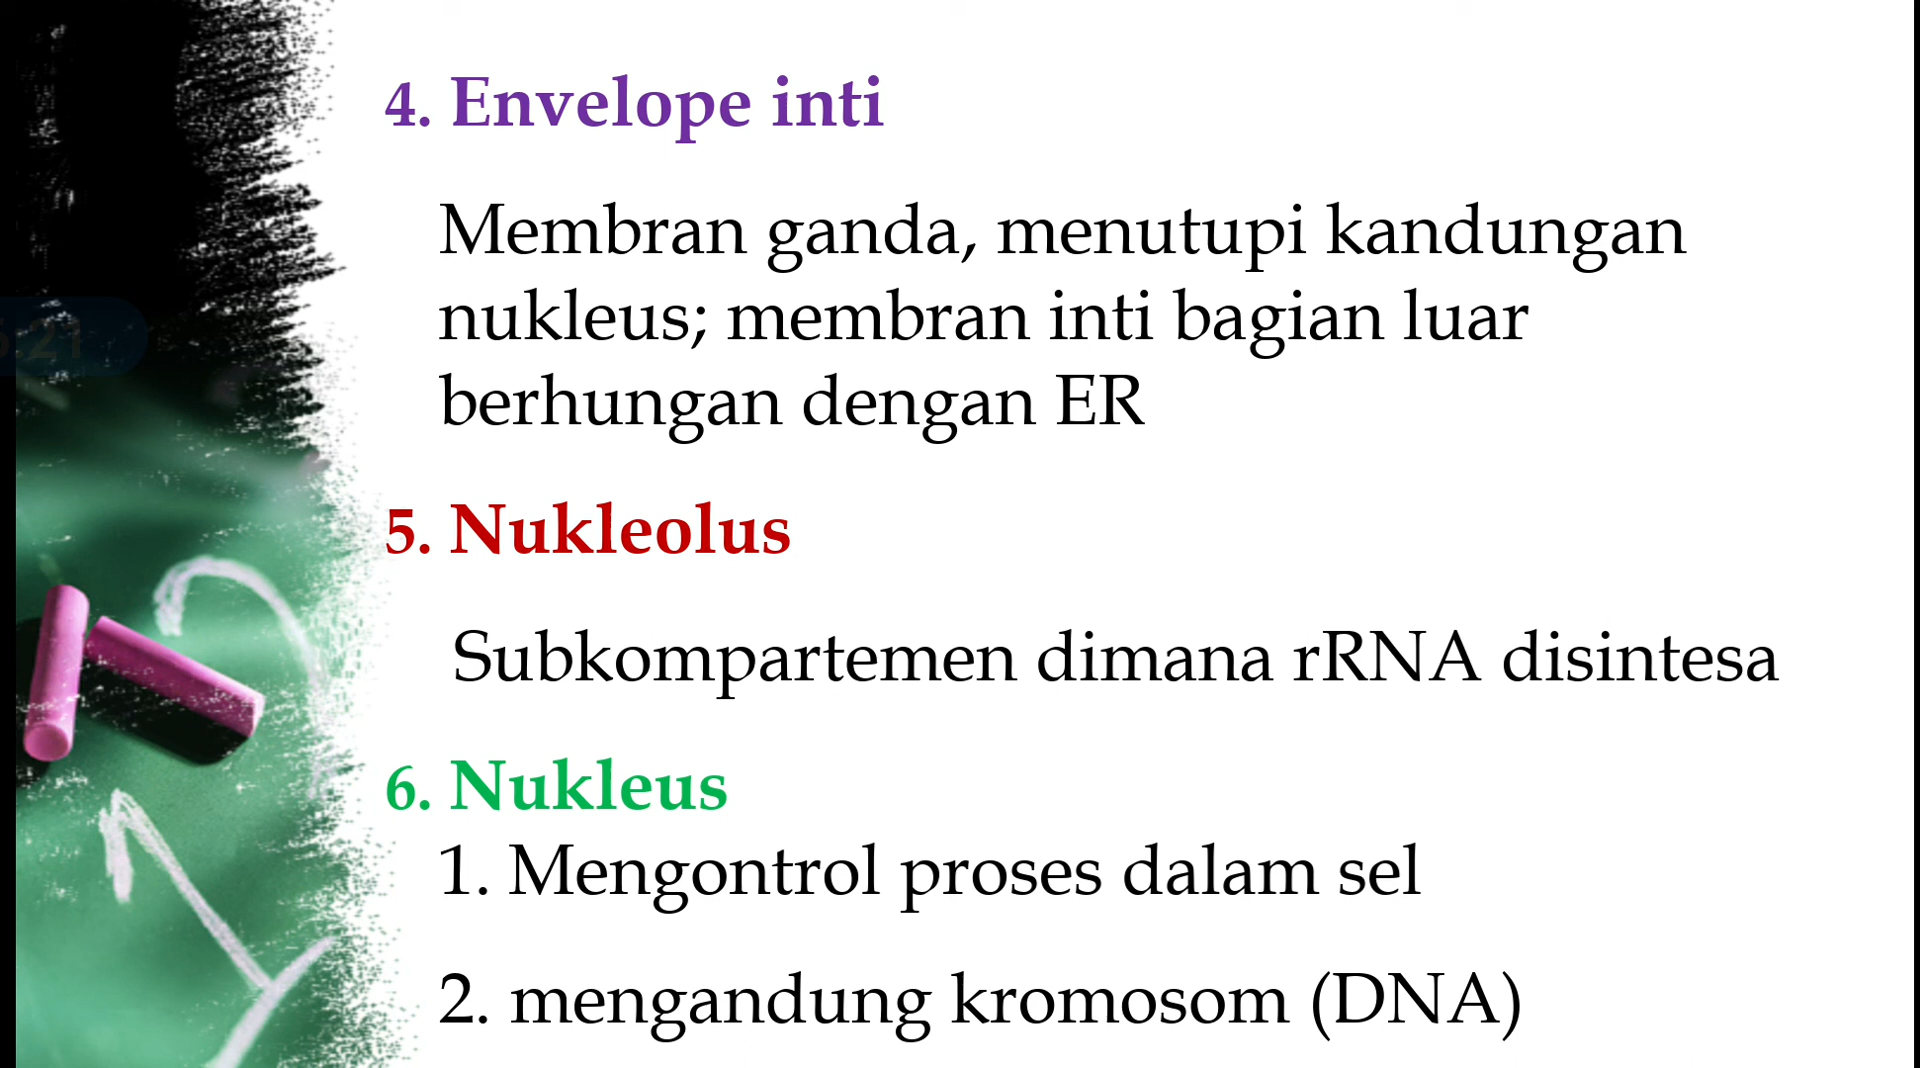 4. Envelope inti
Membran ganda, menutupi kandungan
nukleus; membran inti bagian luar
berhungan dengan ER
5. Nukleolus
Subkompartemen dimana rRNA disintesa
6. Nukleus
1. Mengontrol proses dalam sel
2. mengandung kromosom (DNA)